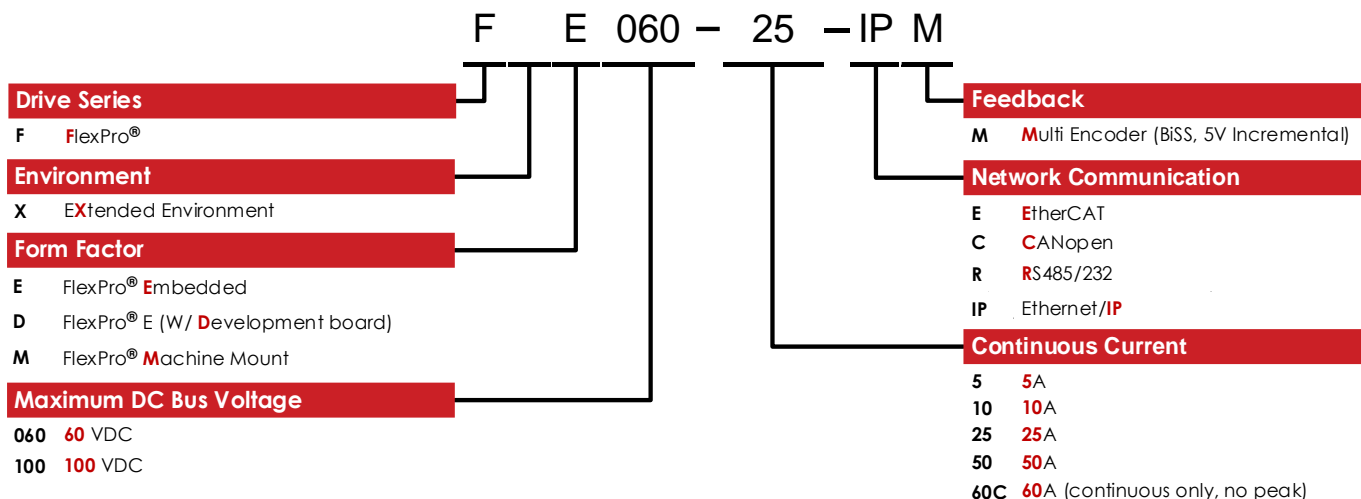 F E 060 – 25 – IP M
Drive Series
F FlexPro®
Environment
X EXtended Environment
Form Factor
E FlexPro® Embedded
D FlexPro® E (W/ Development board)
M FlexPro® Machine Mount
Maximum DC Bus Voltage
060 60 VDC
100 100 VDC
Feedback
M Multi Encoder (BiSS, 5V Incremental)
Network Communication
E EtherCAT
C CANopen
R RS485/232
IP Ethernet/IP
Continuous Current
5 5A
10 10A
25 25A
50 50A
60C 60A (continuous only, no peak)